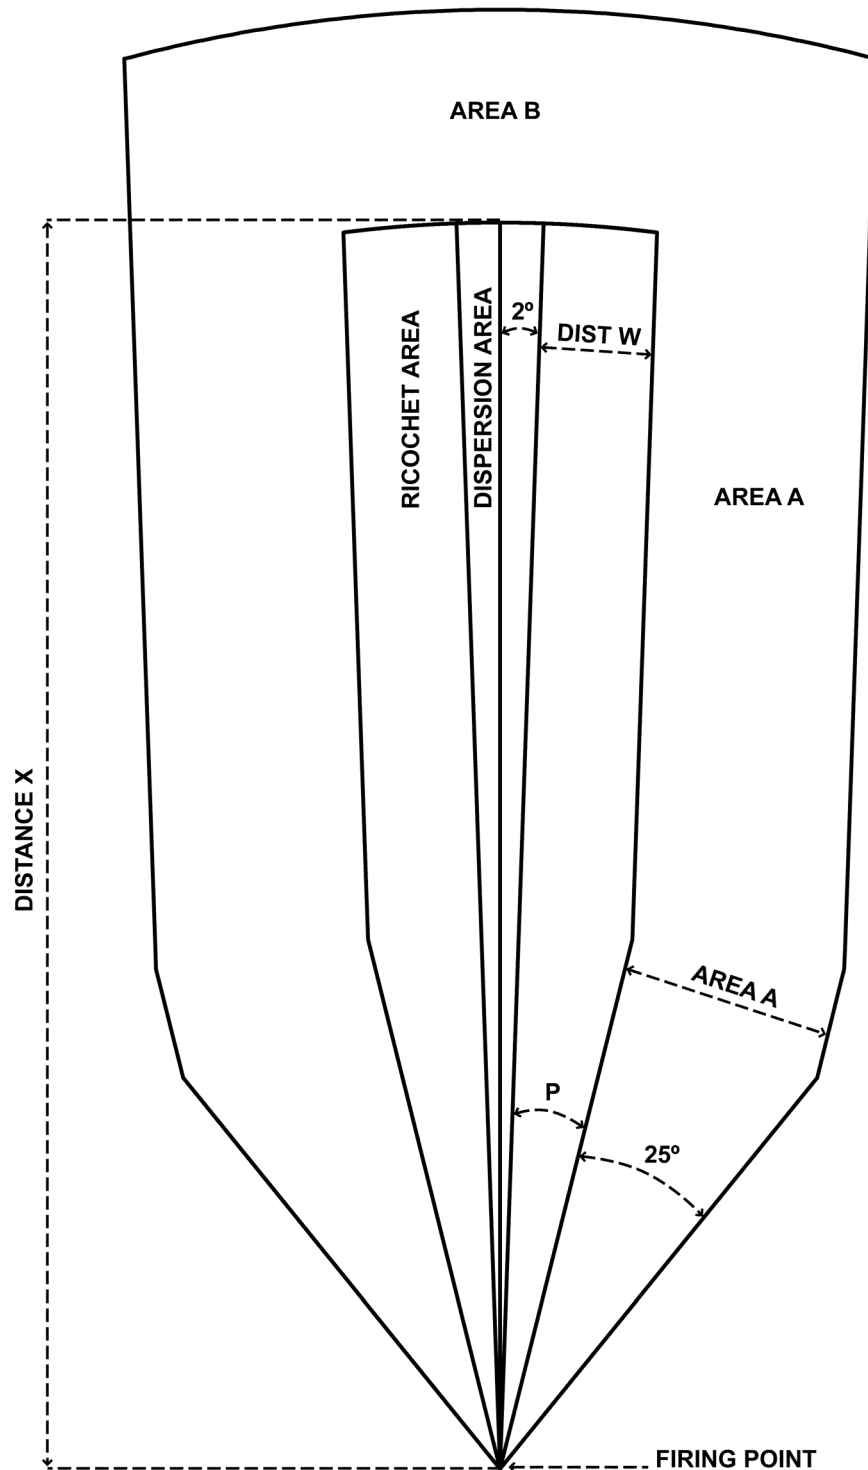 AREA B
2º
DIST W
RICOCHET AREA
DISPERSION AREA
AREA A
DISTANCE X
AREA A
P
25º
FIRING POINT